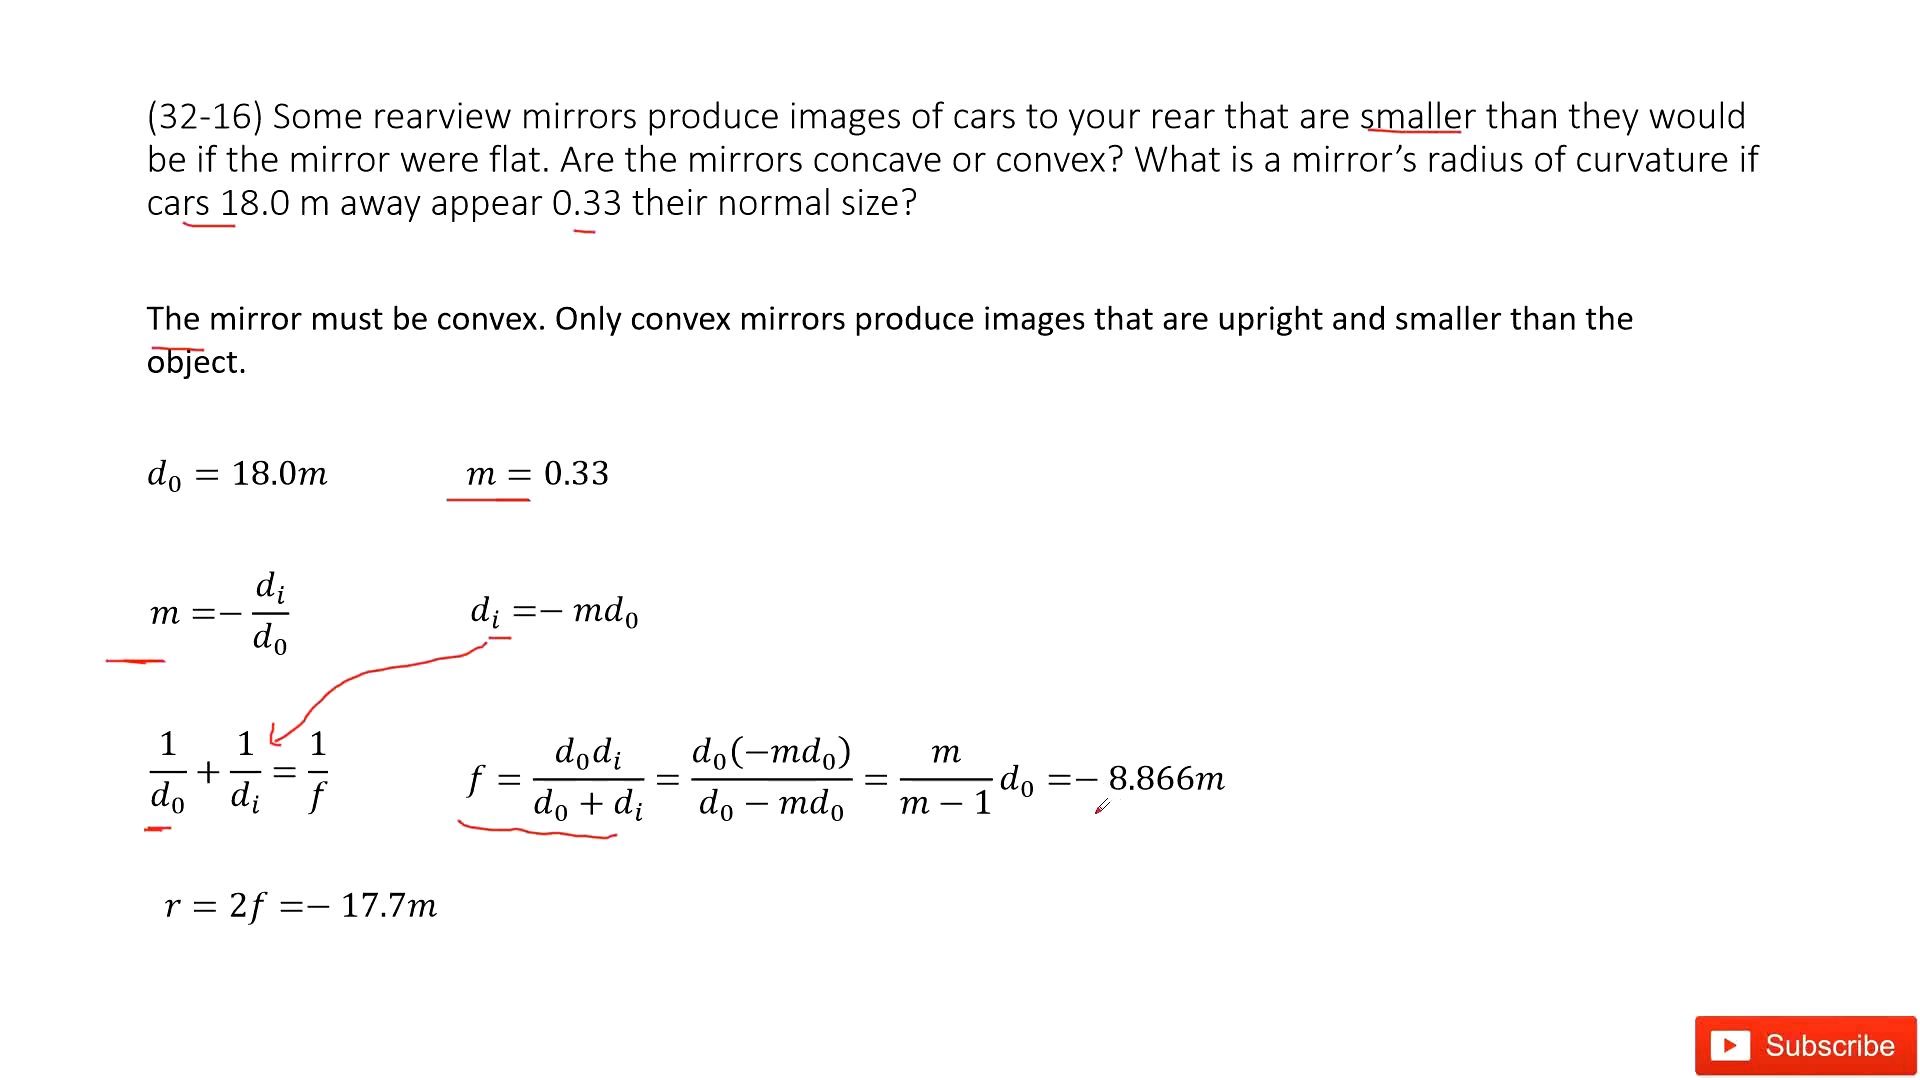 (32-16) Some rearview mirrors produce images of cars to your rear that are smaller than they would
be if the mirror were flat. Are the mirrors concave or convex? What is a mirror’s radius of curvature if
cars 18.0 m away appear 0.33 their normal size?
The mirror must be convex. Only convex mirrors produce images that are upright and smaller than the
object.
d₀ = 18.0m m = 0.33
m =− dᵢ/d₀ dᵢ =− md₀
1/d₀ + 1/dᵢ = 1/f f = d₀dᵢ/(d₀ + dᵢ) = d₀(−md₀)/(d₀ − md₀) = m/(m − 1) d₀ =− 8.866m
r = 2f =− 17.7m
Subscribe